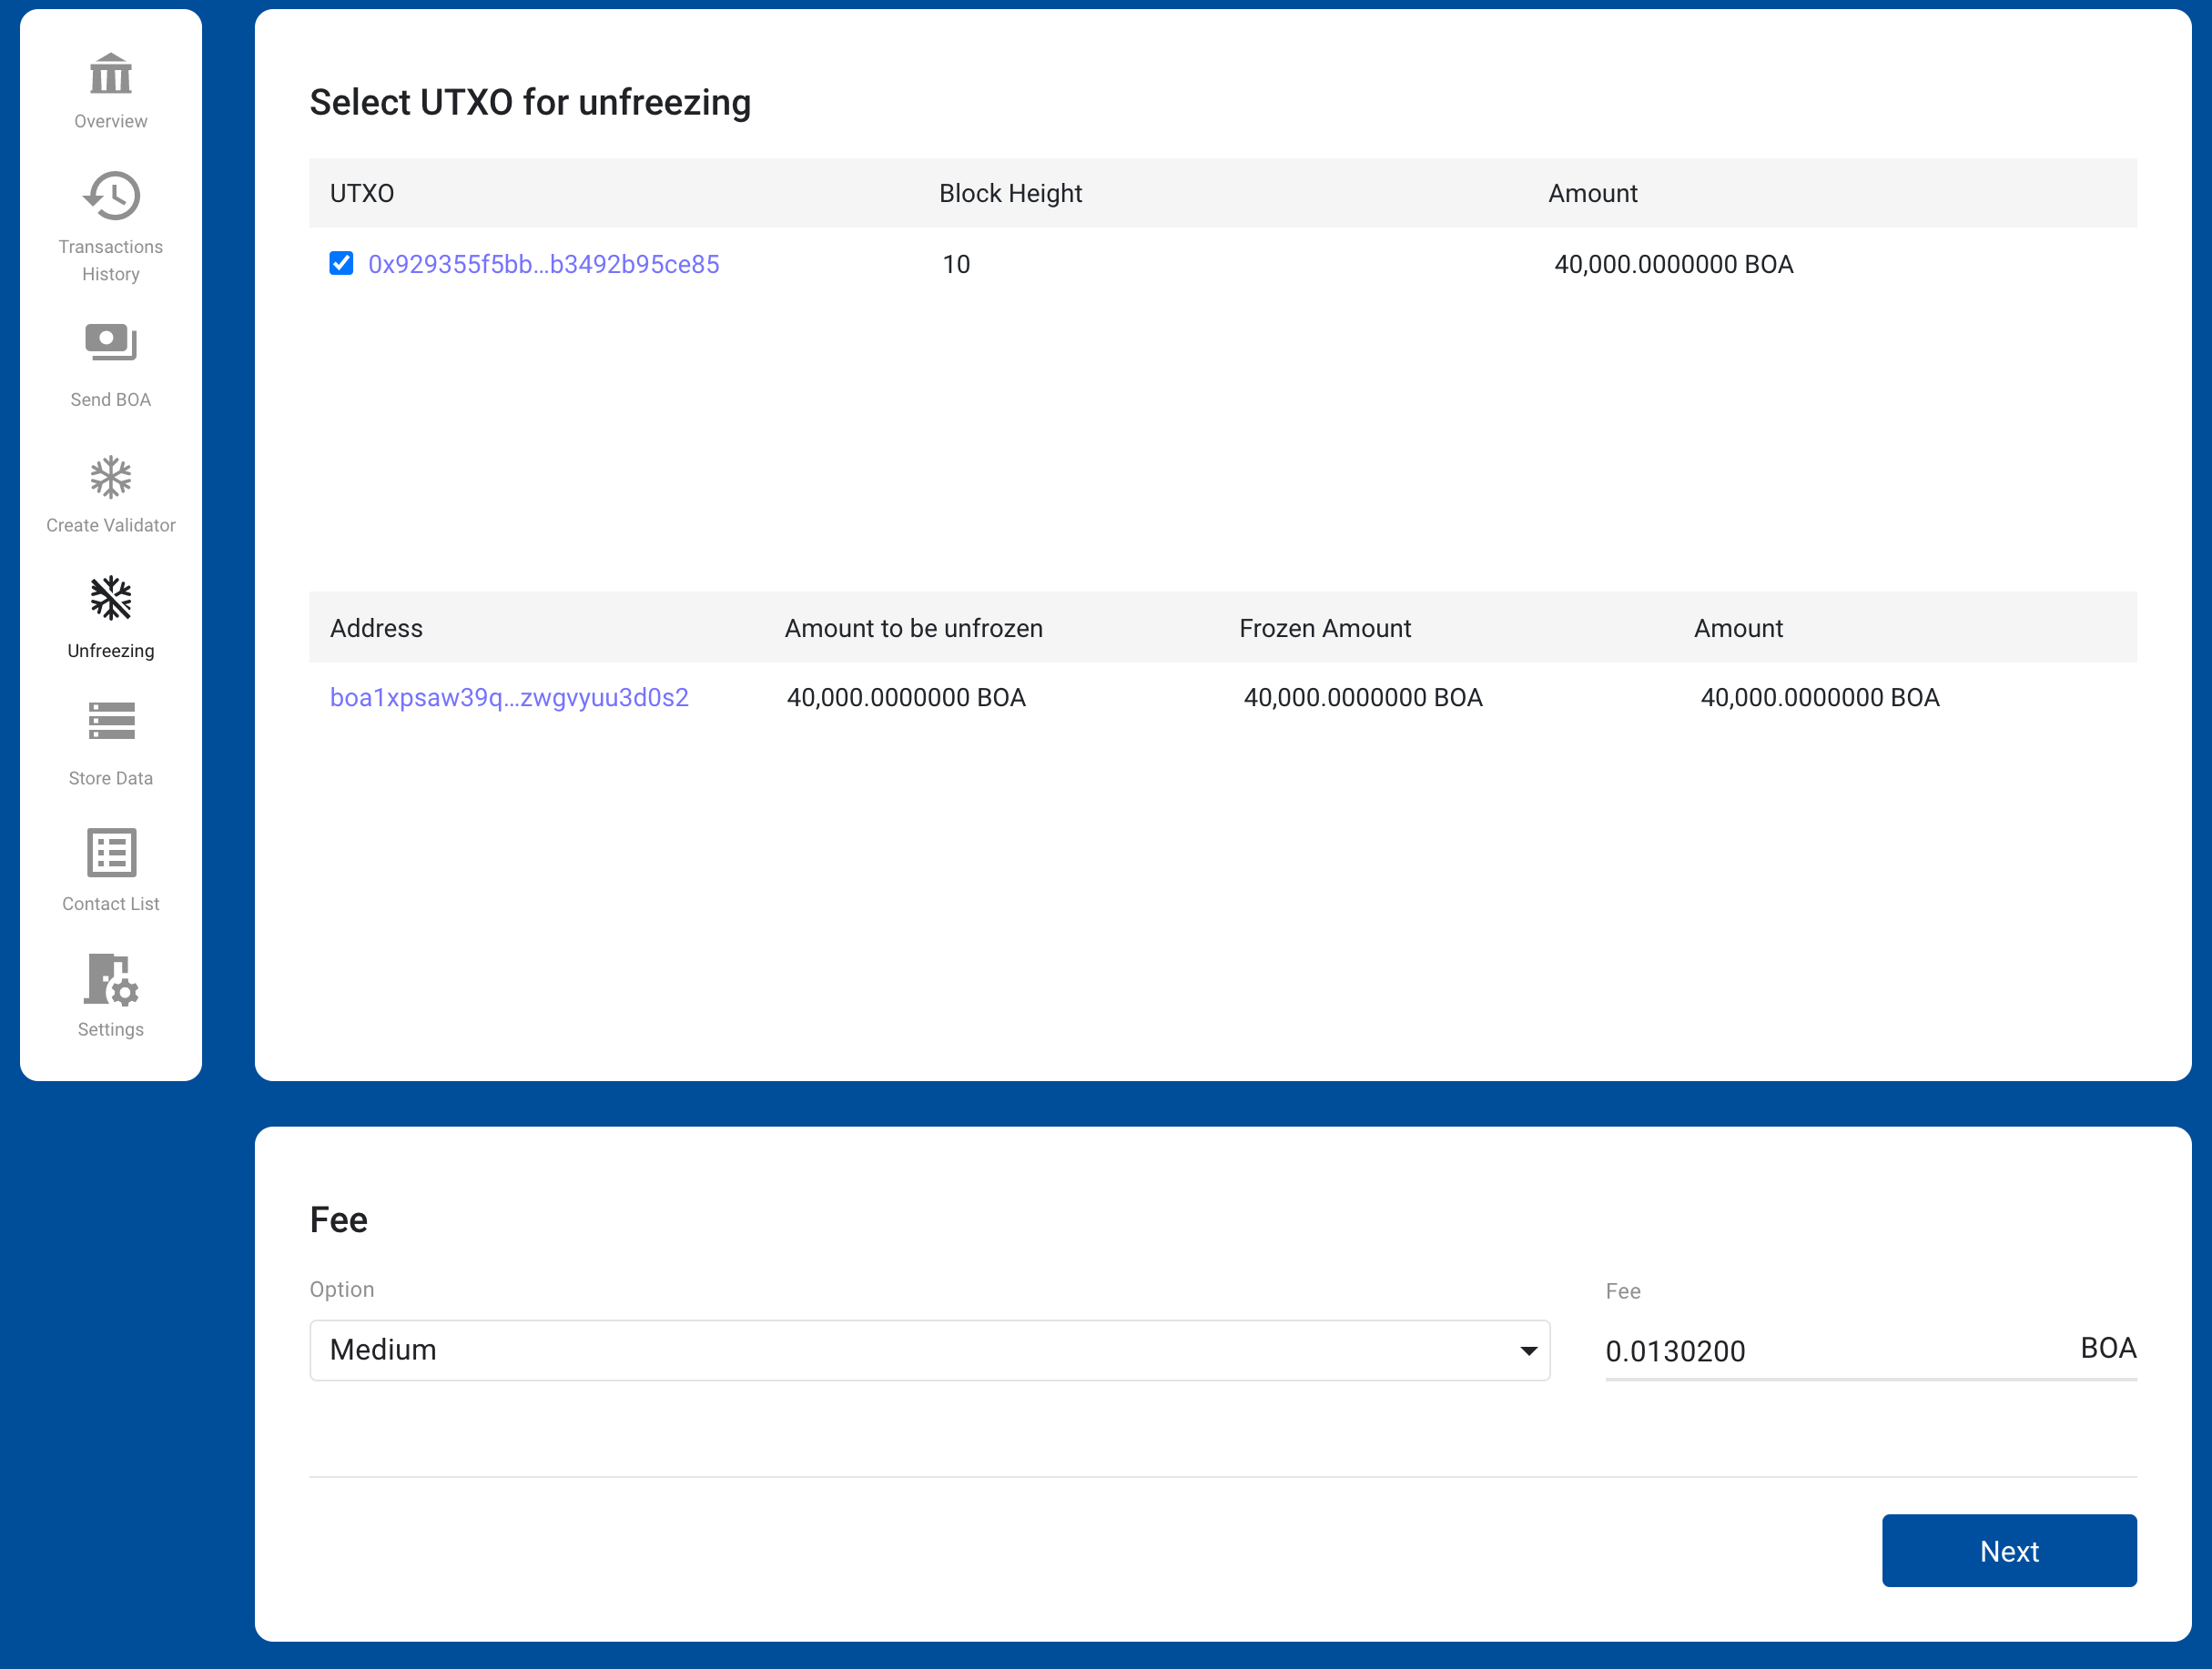 Overview
Transactions
History
Send BOA
Create Validator
Unfreezing
Store Data
Contact List
Settings
Select UTXO for unfreezing
UTXO Block Height Amount
0x929355f5bb...b3492b95ce85 10 40,000.0000000 BOA
Address Amount to be unfrozen Frozen Amount Amount
boa1xpsaw39q...zwgvyuu3d0s2 40,000.0000000 BOA 40,000.0000000 BOA 40,000.0000000 BOA
Fee
Option Fee
Medium 0.0130200 BOA
Next